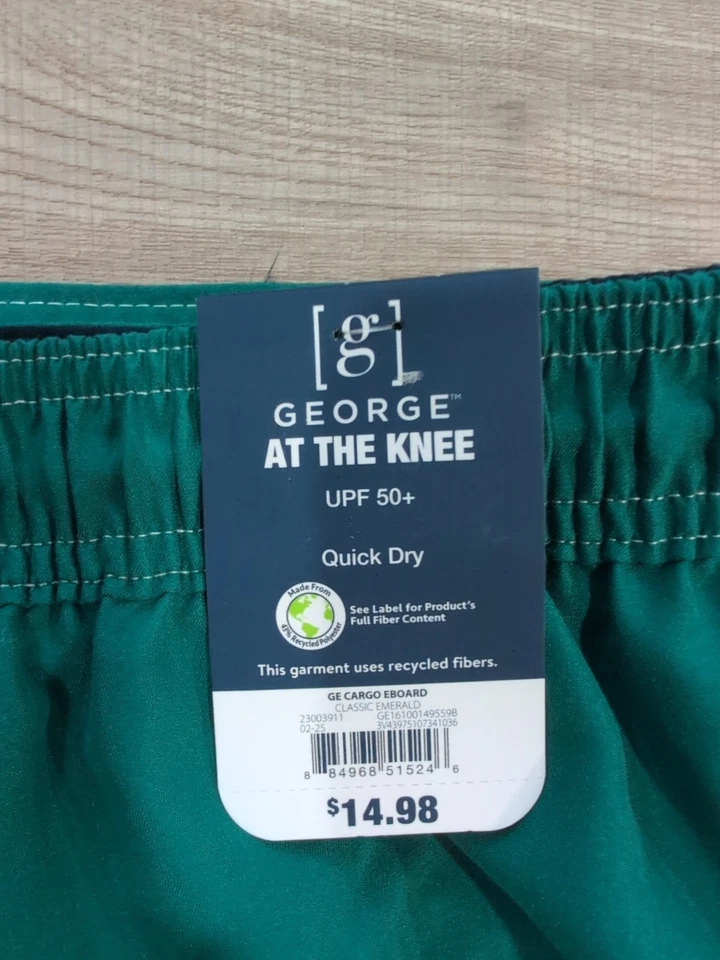 [g]
GEORGE™
AT THE KNEE
UPF 50+
Quick Dry
Made From
47% Recycled Polyester
See Label for Product's
Full Fiber Content
This garment uses recycled fibers.
GE CARGO EBOARD
CLASSIC EMERALD
23003911 GE16100149559B
02-25 3V43975107341036
8 84968 51524 6
$14.98